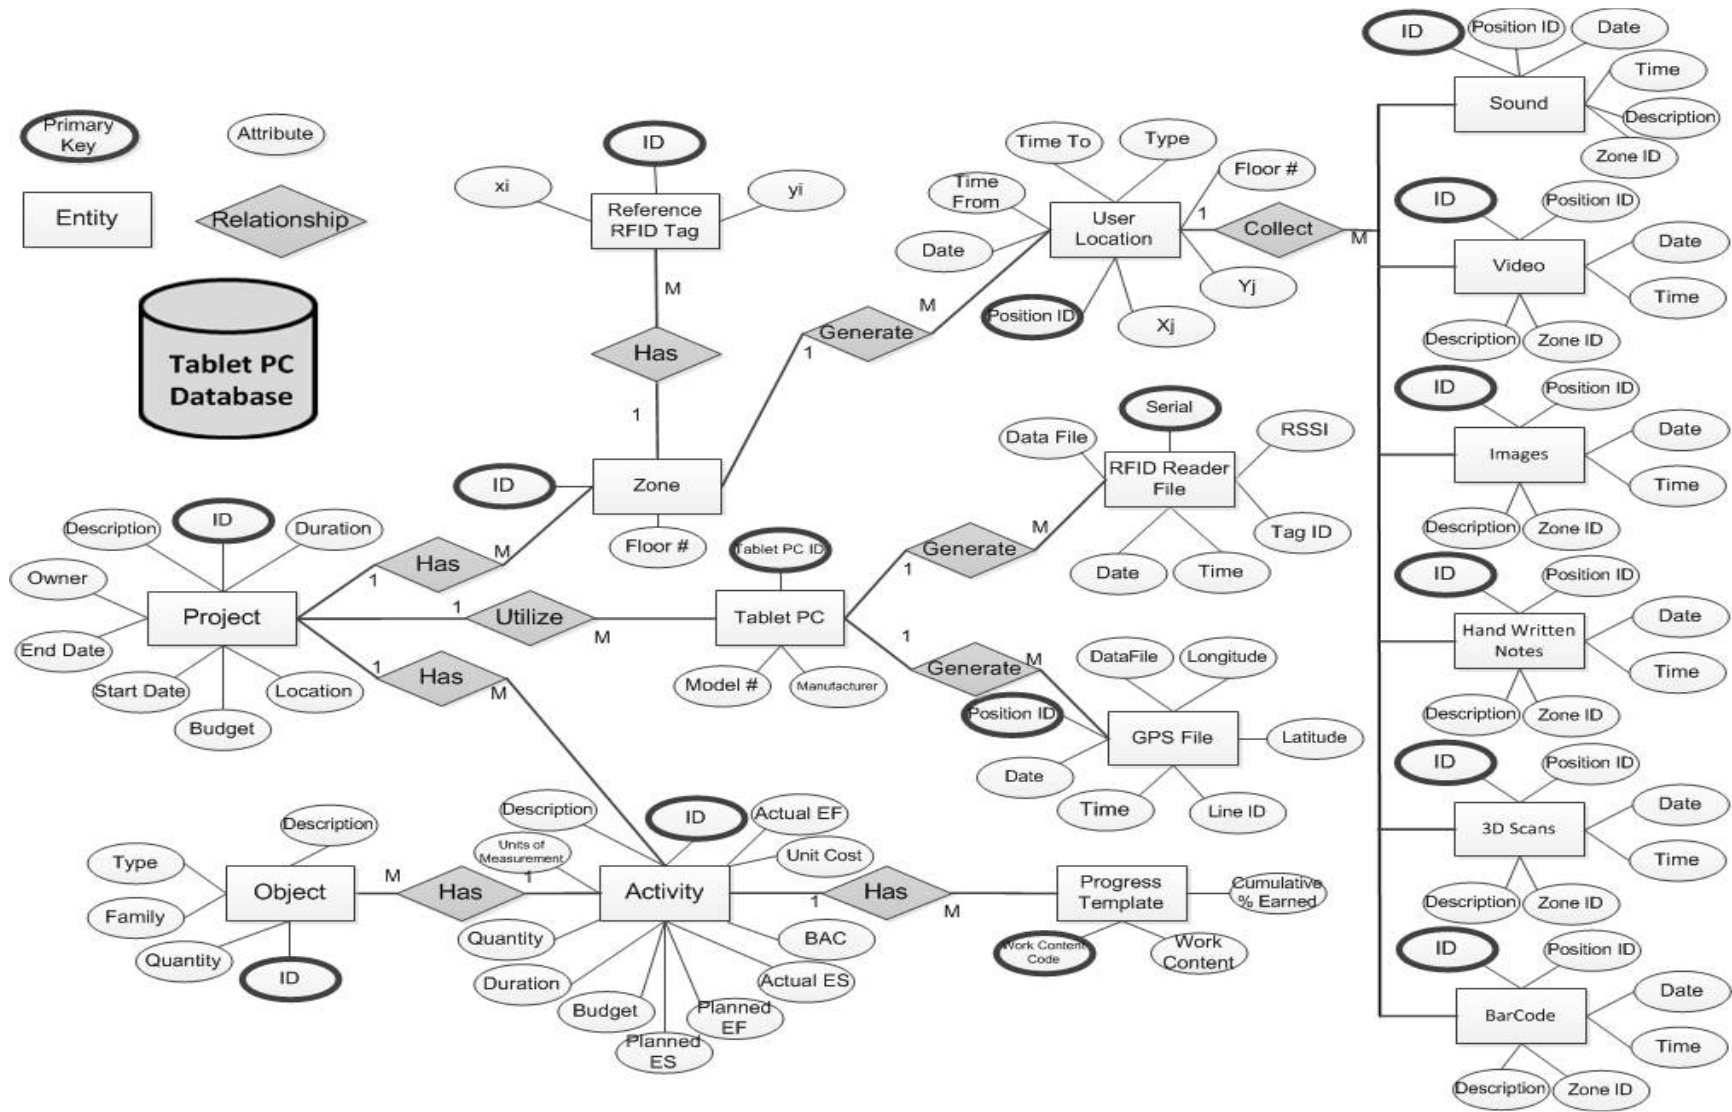 Primary
Key
Attribute
Entity
Relationship
Tablet PC
Database
ID
xi
yi
Reference
RFID Tag
M
Has
1
ID
Zone
Floor #
Time To
Type
Time
From
Date
Floor #
User
Location
Position ID
Xj
Yj
1
Collect
M
M
Generate
1
Description
ID
Duration
Owner
Project
End Date
Start Date
Location
Budget
1
Has
M
1
Utilize
M
1
Has
M
Tablet PC ID
Tablet PC
Model #
Manufacturer
Serial
Data File
RSSI
RFID Reader
File
Tag ID
Date
Time
M
Generate
1
1
Generate
M
DataFile
Longitude
Position ID
GPS File
Latitude
Date
Time
Line ID
Description
Type
Object
Family
Quantity
ID
M
Has
1
Description
ID
Actual EF
Units of
Measurement
Unit Cost
Activity
Quantity
BAC
Duration
Actual ES
Budget
Planned
EF
Planned
ES
1
Has
M
Progress
Template
Cumulative
% Earned
Work Content
Code
Work
Content
ID
Position ID
Date
Time
Sound
Description
Zone ID
ID
Position ID
Date
Video
Time
Description
Zone ID
ID
Position ID
Date
Images
Time
Description
Zone ID
ID
Position ID
Date
Hand Written
Notes
Time
Description
Zone ID
ID
Position ID
Date
3D Scans
Time
Description
Zone ID
ID
Position ID
Date
BarCode
Time
Description
Zone ID